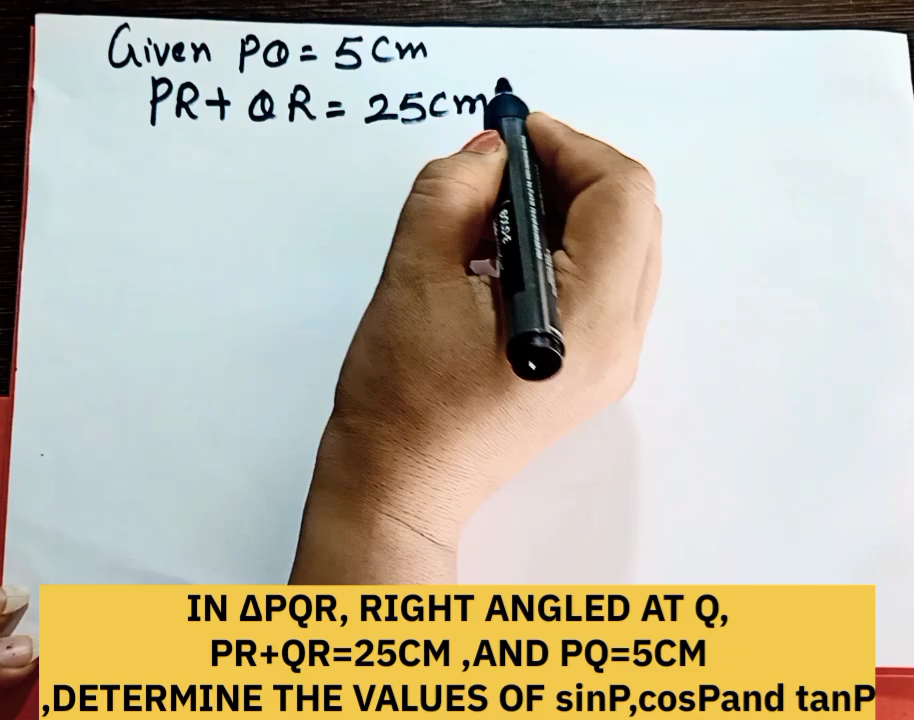 Given PQ = 5cm
PR + QR = 25cm
IN ΔPQR, RIGHT ANGLED AT Q,
PR+QR=25CM ,AND PQ=5CM
,DETERMINE THE VALUES OF sinP,cosPand tanP